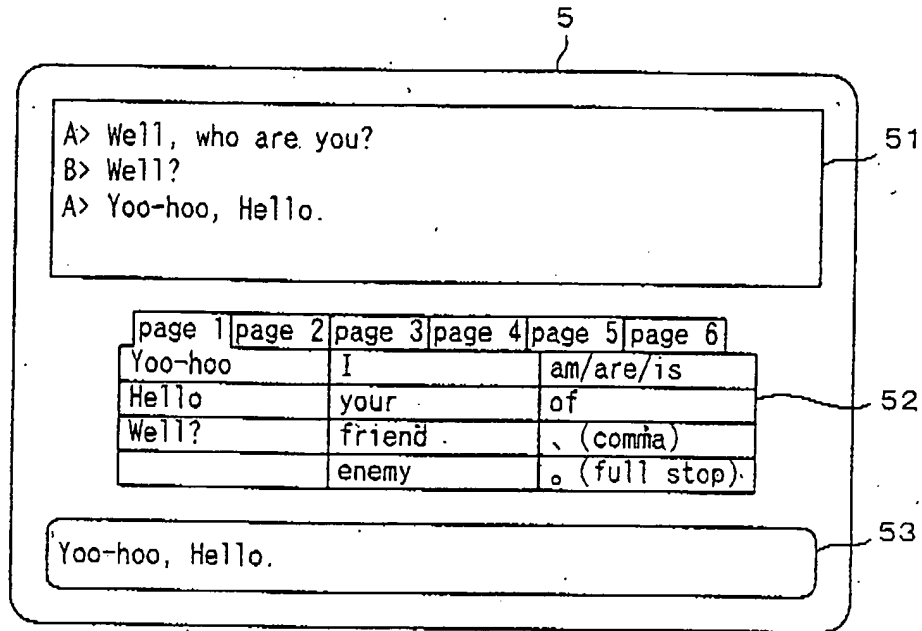 5
A> Well, who are you?
B> Well?
A> Yoo-hoo, Hello.
51
page 1 page 2 page 3 page 4 page 5 page 6
Yoo-hoo I am/are/is
Hello your of
52
Well? friend 、(comma)
enemy 。(full stop)
53
Yoo-hoo, Hello.